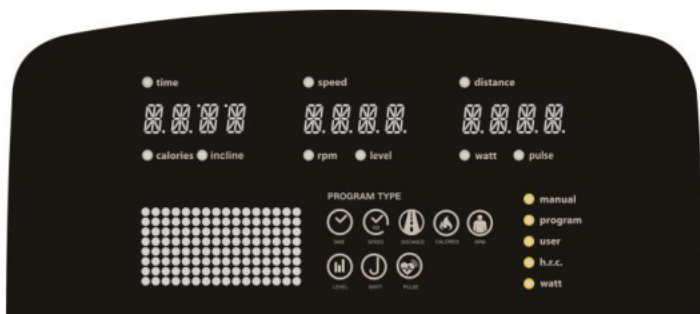 time speed distance
calories incline rpm level watt pulse
PROGRAM TYPE
manual
program
TIME SPEED DISTANCE CALORIES RPM
user
h.r.c.
LEVEL WATT PULSE
watt